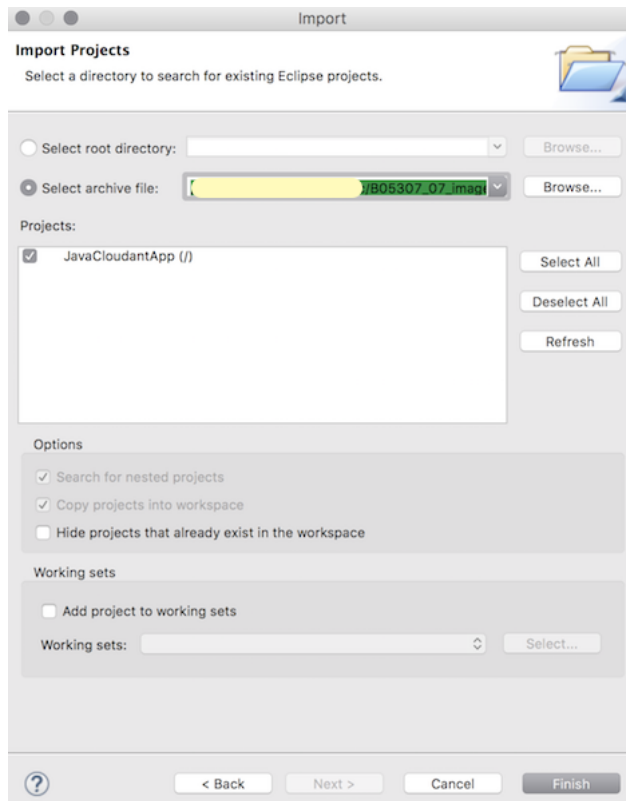 Import
Import Projects
Select a directory to search for existing Eclipse projects.
Select root directory: Browse...
Select archive file: /B05307_07_image Browse...
Projects:
JavaCloudantApp (/) Select All
Deselect All
Refresh
Options
Search for nested projects
Copy projects into workspace
Hide projects that already exist in the workspace
Working sets
Add project to working sets
Working sets: Select...
? < Back Next > Cancel Finish